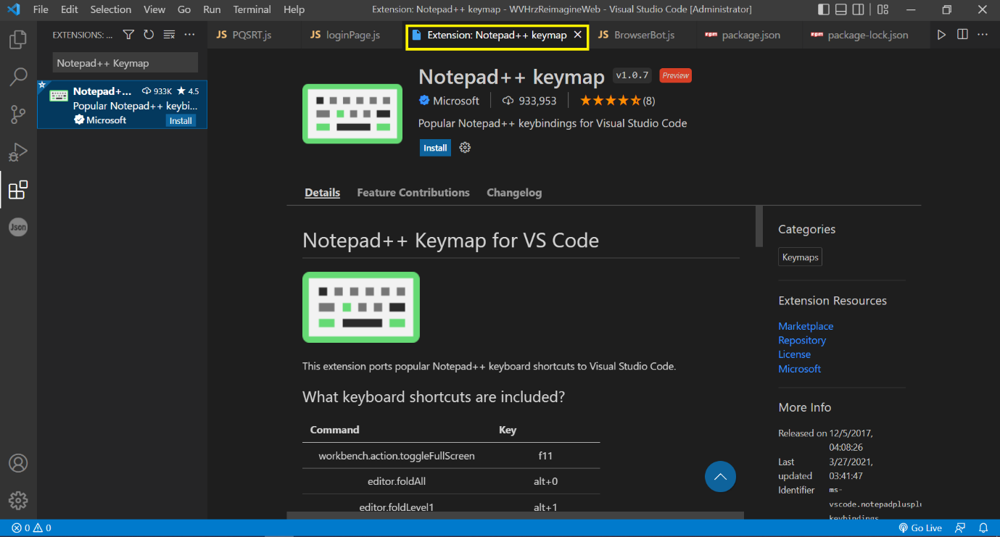 File Edit Selection View Go Run Terminal Help
Extension: Notepad++ keymap - WVHrzReimagineWeb - Visual Studio Code [Administrator]
EXTENSIONS: ...
JS PQSRT.js
JS loginPage.js
Extension: Notepad++ keymap
JS BrowserBot.js
npm package.json
npm package-lock.json
Notepad++ Keymap
Notepad+... 933K 4.5
Popular Notepad++ keybi...
Microsoft Install
Json
Notepad++ keymap v1.0.7 Preview
Microsoft 933,953 (8)
Popular Notepad++ keybindings for Visual Studio Code
Install
Details Feature Contributions Changelog
Notepad++ Keymap for VS Code
This extension ports popular Notepad++ keyboard shortcuts to Visual Studio Code.
What keyboard shortcuts are included?
Command Key
workbench.action.toggleFullScreen f11
editor.foldAll alt+0
editor.foldLevel1 alt+1
Categories
Keymaps
Extension Resources
Marketplace
Repository
License
Microsoft
More Info
Released on 12/5/2017,
04:08:26
Last 3/27/2021,
updated 03:41:47
Identifier ms-
vscode.notepadplusplu
keybindings
0 0
Go Live